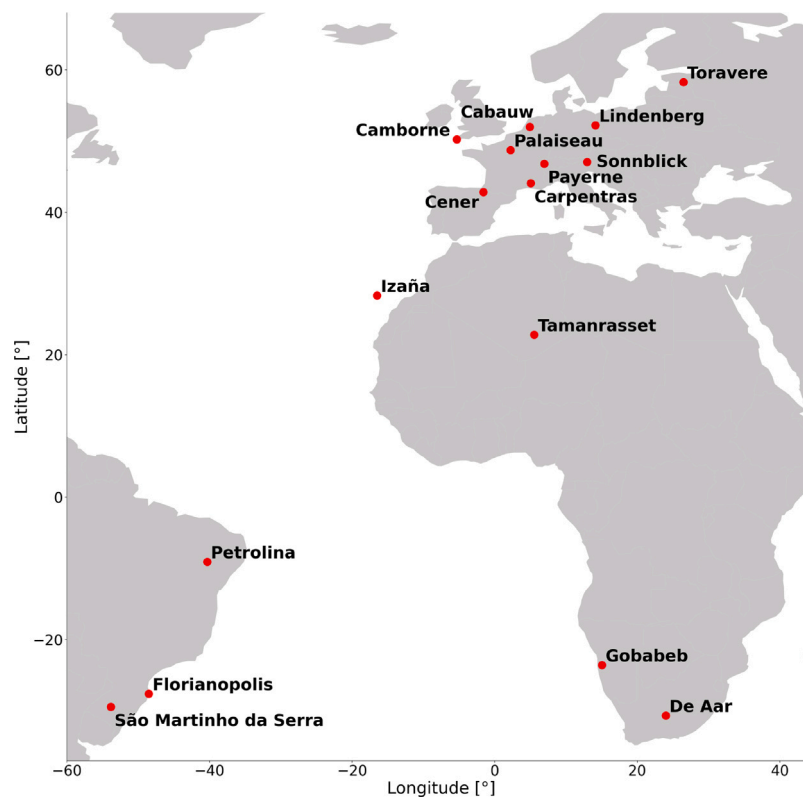 60
Toravere
Cabauw
Lindenberg
Camborne
Palaiseau
Sonnblick
Payerne
Cener
Carpentras
40
Izaña
Tamanrasset
20
Latitude [°]
0
Petrolina
−20
Gobabeb
Florianopolis
De Aar
São Martinho da Serra
−60
−40
−20
0
20
40
Longitude [°]